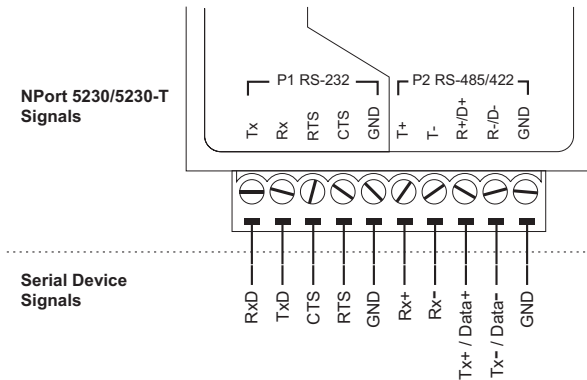 P1 RS-232
P2 RS-485/422
NPort 5230/5230-T
Signals
Tx
Rx
RTS
CTS
GND
T+
T-
R+/D+
R-/D-
GND
Serial Device
Signals
RxD
TxD
CTS
RTS
GND
Rx+
Rx-
Tx+ / Data+
Tx- / Data-
GND